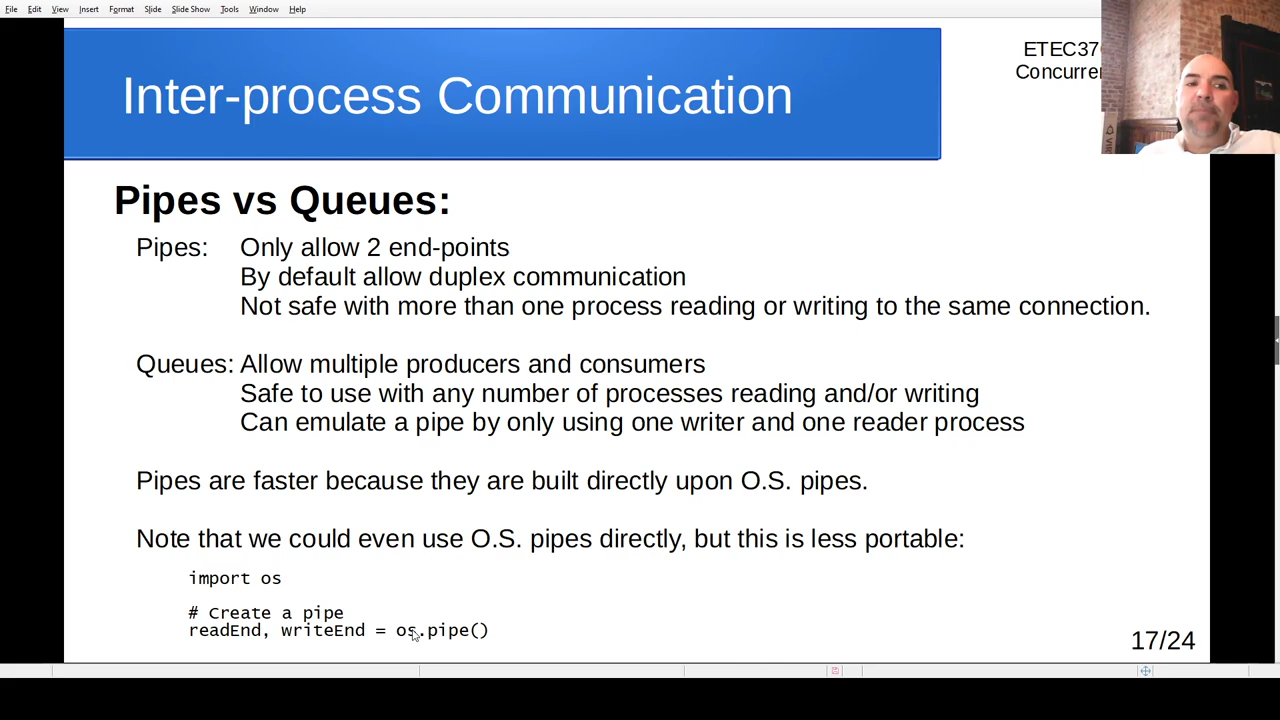 File Edit View Insert Format Slide Slide Show Tools Window Help
Inter-process Communication
ETEC37
Concurre
Pipes vs Queues:
Pipes: Only allow 2 end-points
By default allow duplex communication
Not safe with more than one process reading or writing to the same connection.
Queues: Allow multiple producers and consumers
Safe to use with any number of processes reading and/or writing
Can emulate a pipe by only using one writer and one reader process
Pipes are faster because they are built directly upon O.S. pipes.
Note that we could even use O.S. pipes directly, but this is less portable:
import os
# Create a pipe
readEnd, writeEnd = os.pipe()
17/24